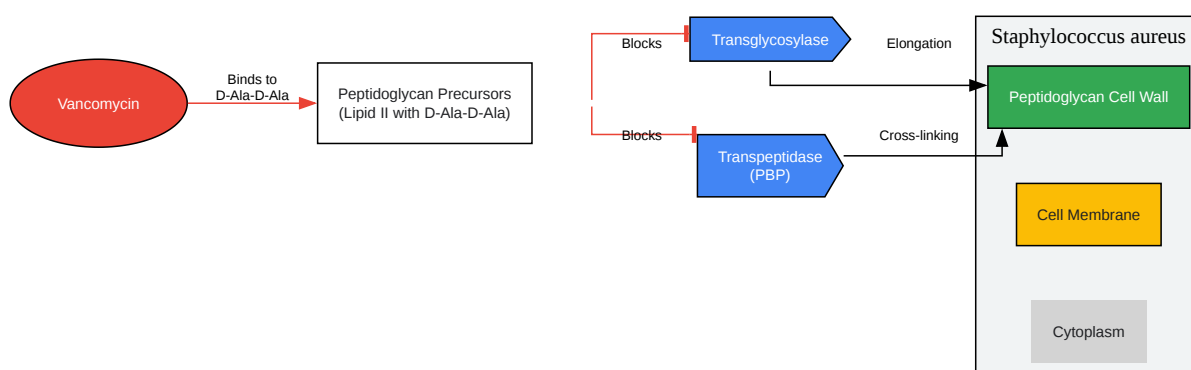 Vancomycin
Binds to
D-Ala-D-Ala
Peptidoglycan Precursors
(Lipid II with D-Ala-D-Ala)
Blocks
Transglycosylase
Elongation
Blocks
Transpeptidase
(PBP)
Cross-linking
Staphylococcus aureus
Peptidoglycan Cell Wall
Cell Membrane
Cytoplasm